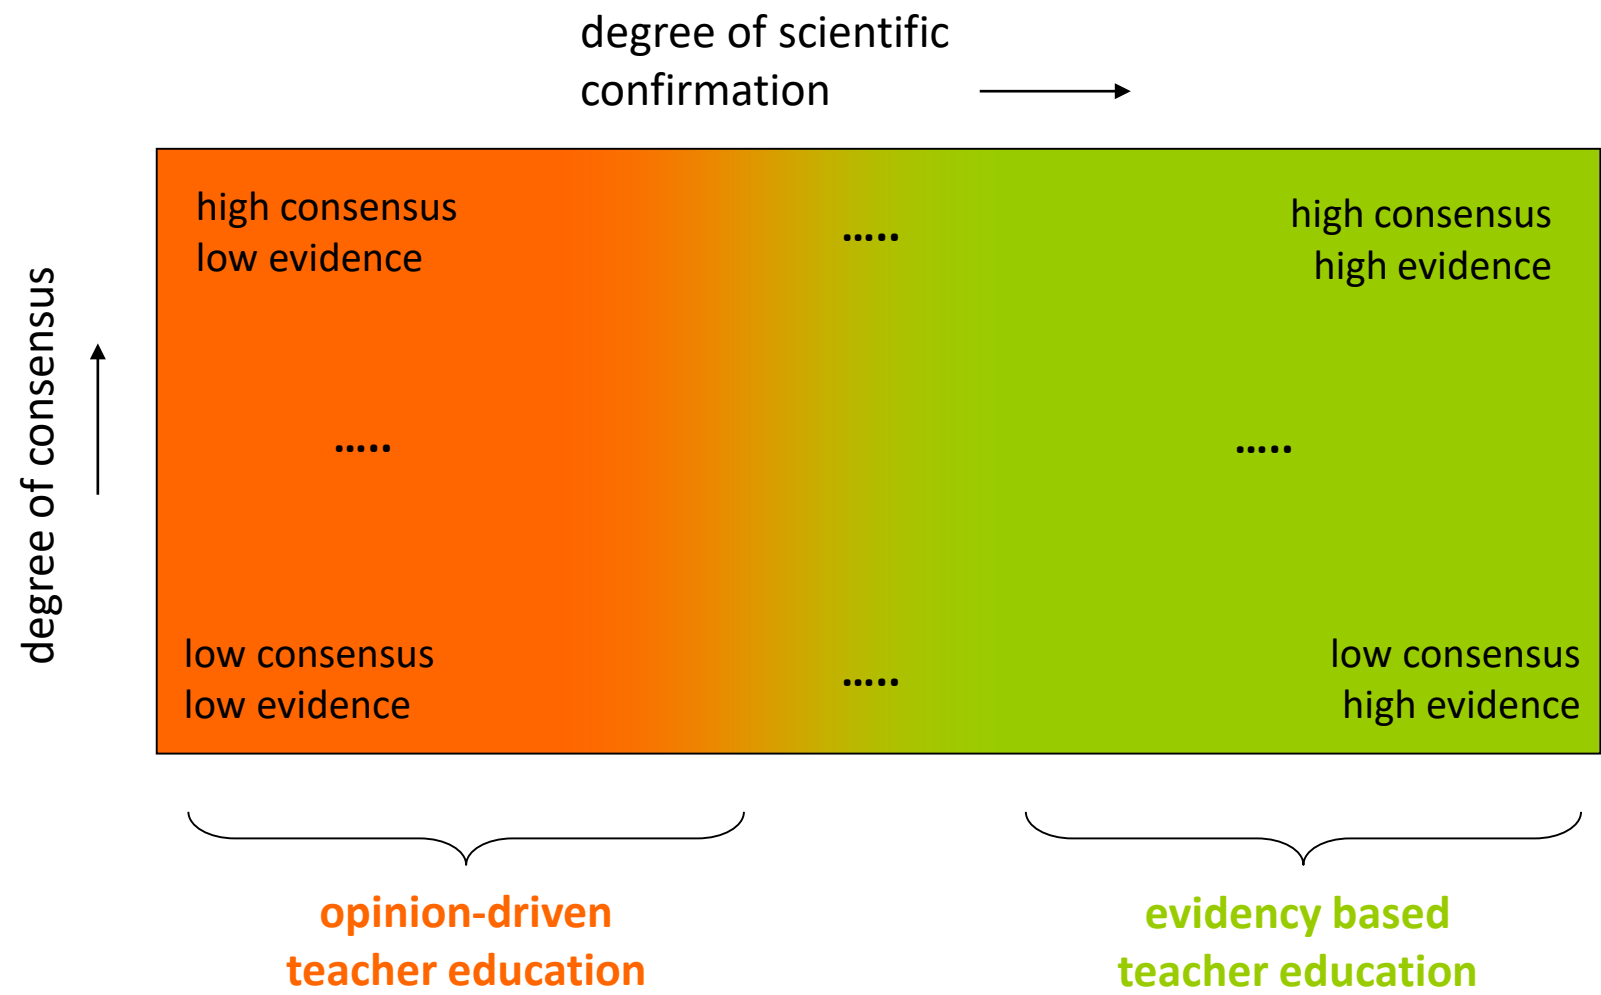 degree of scientific
confirmation
high consensus
low evidence
.....
high consensus
high evidence
degree of consensus
.....
.....
low consensus
low evidence
.....
low consensus
high evidence
opinion-driven
teacher education
evidency based
teacher education